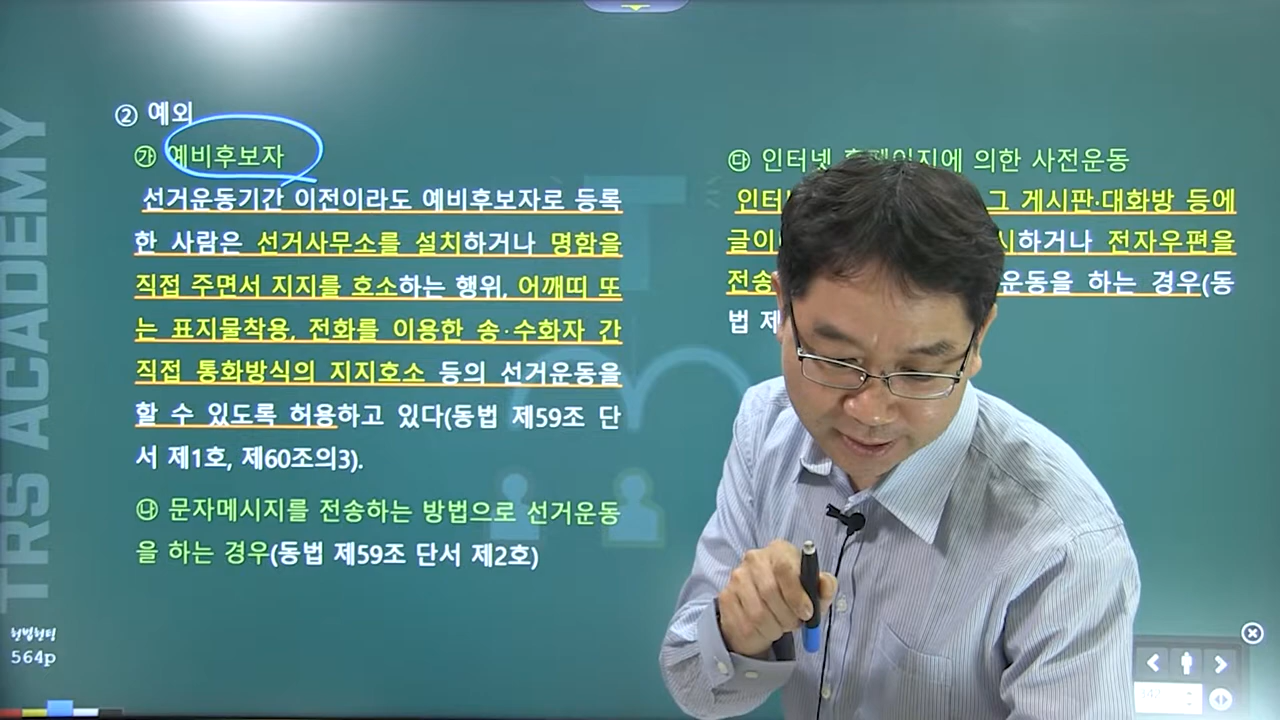 ② 예외
㉮ 예비후보자
선거운동기간 이전이라도 예비후보자로 등록
한 사람은 선거사무소를 설치하거나 명함을
직접 주면서 지지를 호소하는 행위, 어깨띠 또
는 표지물착용, 전화를 이용한 송·수화자 간
직접 통화방식의 지지호소 등의 선거운동을
할 수 있도록 허용하고 있다(동법 제59조 단
서 제1호, 제60조의3).
㉯ 문자메시지를 전송하는 방법으로 선거운동
을 하는 경우(동법 제59조 단서 제2호)
㉰ 인터넷 홈페이지에 의한 사전운동
인터 그 게시판·대화방 등에
글이 시하거나 전자우편을
전송 운동을 하는 경우(동
법 제
TRS ACADEMY
564p